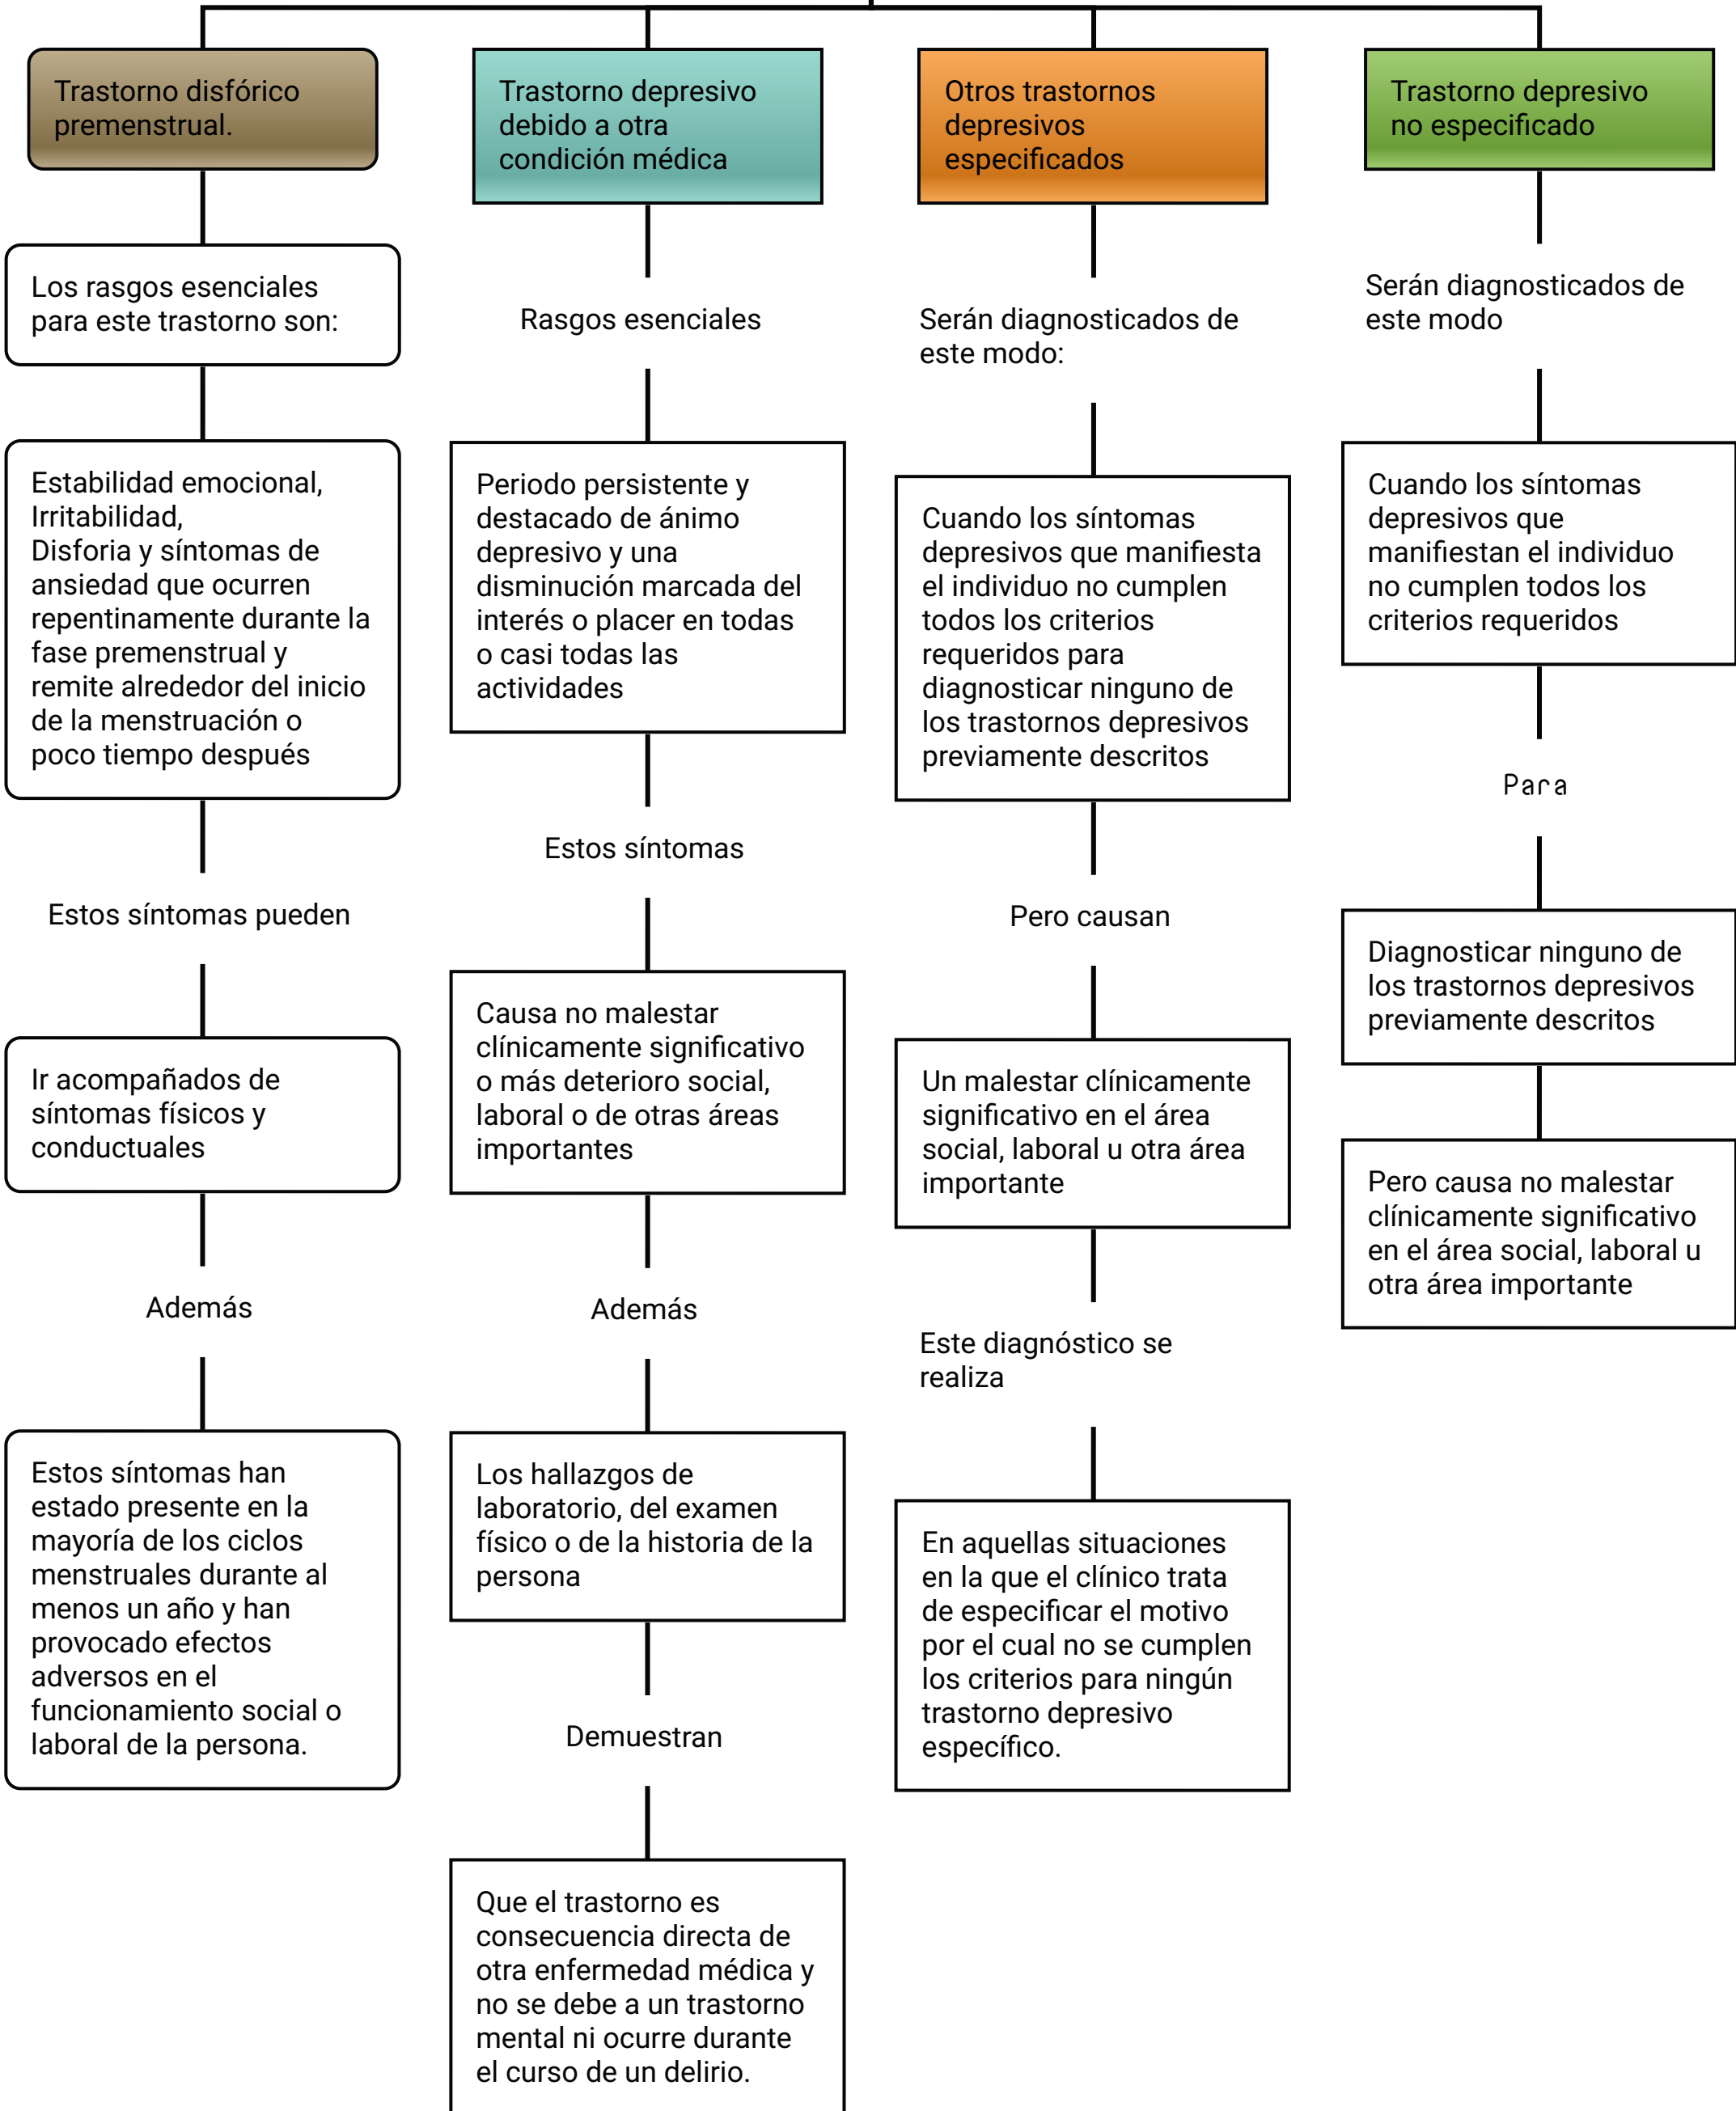 Trastorno disfórico
premenstrual.
Los rasgos esenciales
para este trastorno son:
Estabilidad emocional,
Irritabilidad,
Disforia y síntomas de
ansiedad que ocurren
repentinamente durante la
fase premenstrual y
remite alrededor del inicio
de la menstruación o
poco tiempo después
Estos síntomas pueden
Ir acompañados de
síntomas físicos y
conductuales
Además
Estos síntomas han
estado presente en la
mayoría de los ciclos
menstruales durante al
menos un año y han
provocado efectos
adversos en el
funcionamiento social o
laboral de la persona.
Trastorno depresivo
debido a otra
condición médica
Rasgos esenciales
Periodo persistente y
destacado de ánimo
depresivo y una
disminución marcada del
interés o placer en todas
o casi todas las
actividades
Estos síntomas
Causa no malestar
clínicamente significativo
o más deterioro social,
laboral o de otras áreas
importantes
Además
Los hallazgos de
laboratorio, del examen
físico o de la historia de la
persona
Demuestran
Que el trastorno es
consecuencia directa de
otra enfermedad médica y
no se debe a un trastorno
mental ni ocurre durante
el curso de un delirio.
Otros trastornos
depresivos
especificados
Serán diagnosticados de
este modo:
Cuando los síntomas
depresivos que manifiesta
el individuo no cumplen
todos los criterios
requeridos para
diagnosticar ninguno de
los trastornos depresivos
previamente descritos
Pero causan
Un malestar clínicamente
significativo en el área
social, laboral u otra área
importante
Este diagnóstico se
realiza
En aquellas situaciones
en la que el clínico trata
de especificar el motivo
por el cual no se cumplen
los criterios para ningún
trastorno depresivo
específico.
Trastorno depresivo
no especificado
Serán diagnosticados de
este modo
Cuando los síntomas
depresivos que
manifiestan el individuo
no cumplen todos los
criterios requeridos
Para
Diagnosticar ninguno de
los trastornos depresivos
previamente descritos
Pero causa no malestar
clínicamente significativo
en el área social, laboral u
otra área importante